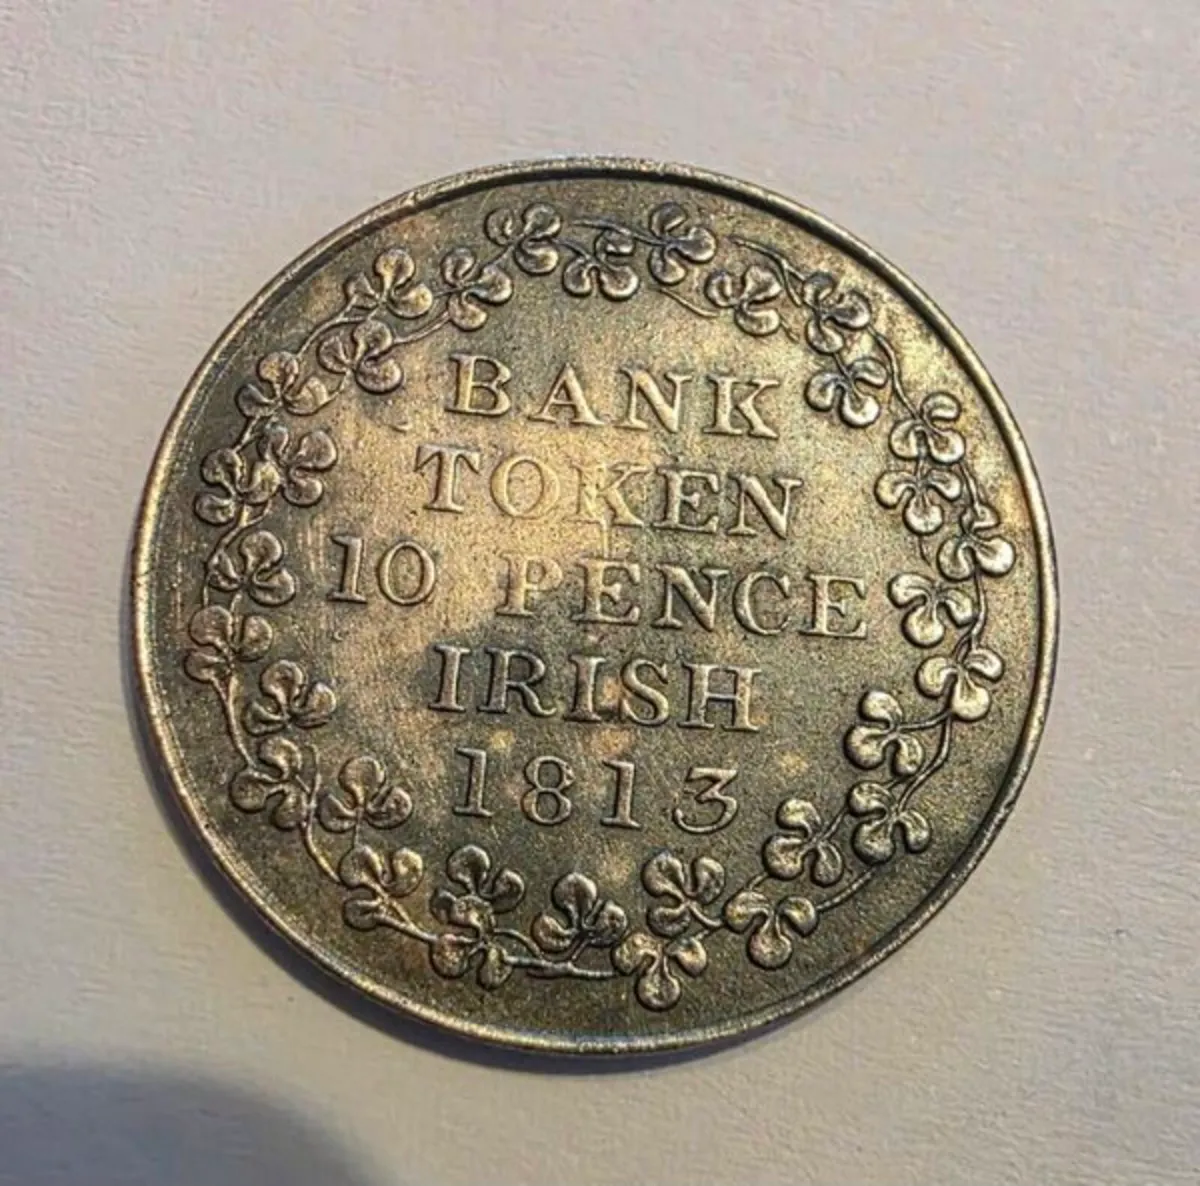 BANK
TOKEN
10 PENCE
IRISH
1813